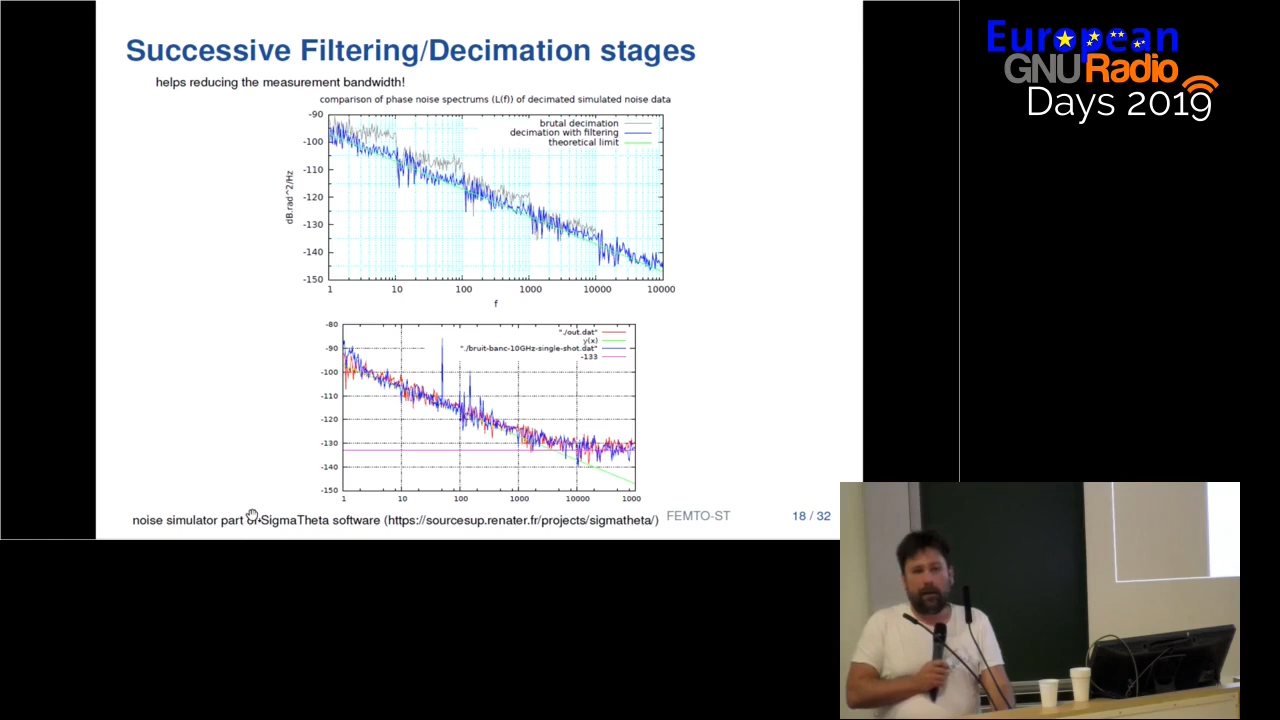 Successive Filtering/Decimation stages
helps reducing the measurement bandwidth!
comparison of phase noise spectrums (L(f)) of decimated simulated noise data
brutal decimation
decimation with filtering
theoretical limit
dB.rad^2/Hz
-90
-100
-110
-120
-130
-140
-150
1 10 100 1000 10000 10000
f
"./out.dat"
y(x)
"./bruit-banc-10GHz-single-shot.dat"
-133
-80
-90
-100
-110
-120
-130
-140
-150
1 10 100 1000 10000 1000
noise simulator part of SigmaTheta software (https://sourcesup.renater.fr/projects/sigmatheta/)
FEMTO-ST 18 / 32
European
GNURadio
Days 2019